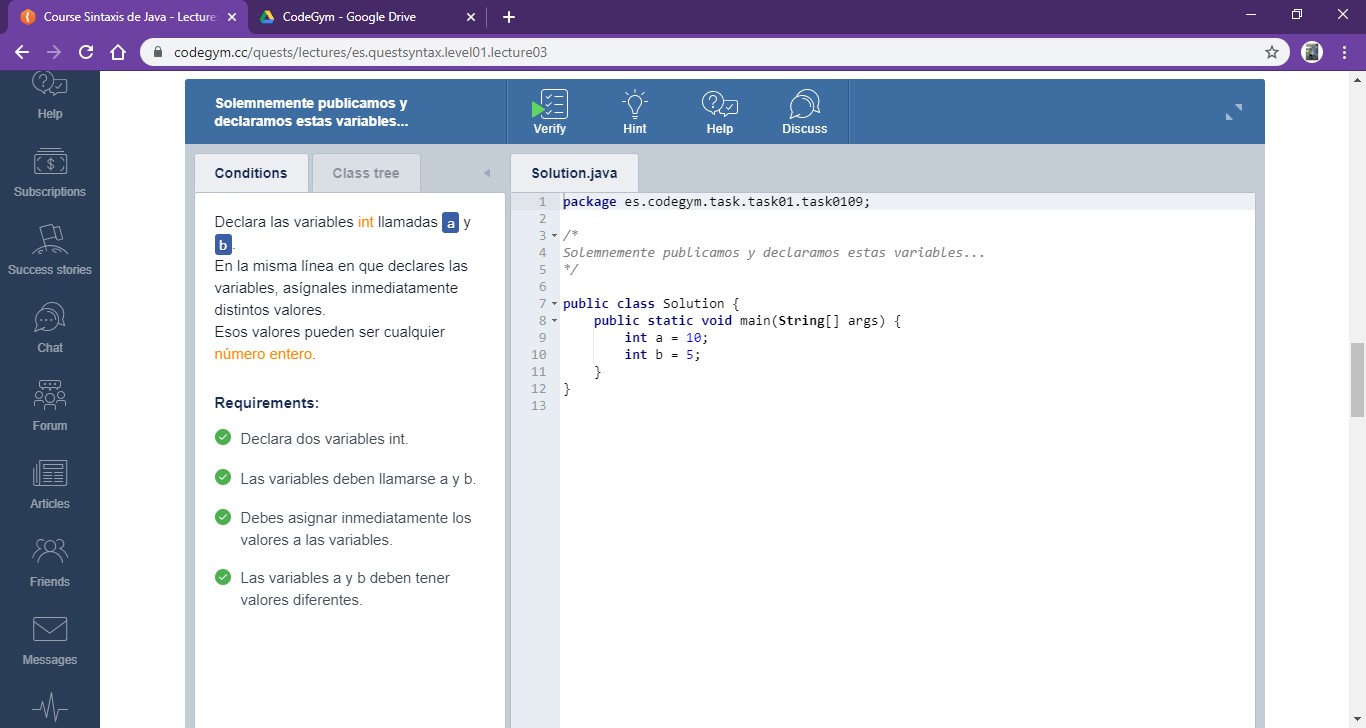 Course Sintaxis de Java - Lecture:
CodeGym - Google Drive
codegym.cc/quests/lectures/es.questsyntax.level01.lecture03
Help
Subscriptions
Success stories
Chat
Forum
Articles
Friends
Messages
Solemnemente publicamos y
declaramos estas variables...
Verify
Hint
Help
Discuss
Conditions
Class tree
Declara las variables int llamadas a y
b.
En la misma línea en que declares las
variables, asígnales inmediatamente
distintos valores.
Esos valores pueden ser cualquier
número entero.
Requirements:
Declara dos variables int.
Las variables deben llamarse a y b.
Debes asignar inmediatamente los
valores a las variables.
Las variables a y b deben tener
valores diferentes.
Solution.java
1 package es.codegym.task.task01.task0109;
2
3 /*
4 Solemnemente publicamos y declaramos estas variables...
5 */
6
7 public class Solution {
8 public static void main(String[] args) {
9 int a = 10;
10 int b = 5;
11 }
12 }
13